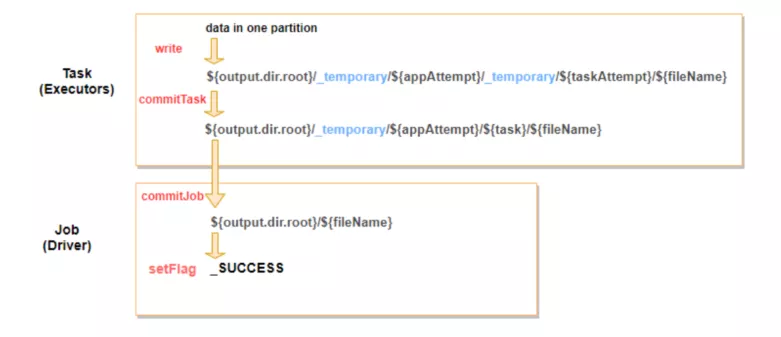 data in one partition
write
Task
(Executors)
${output.dir.root}/_temporary/${appAttempt}/_temporary/${taskAttempt}/${fileName}
commitTask
${output.dir.root}/_temporary/${appAttempt}/${task}/${fileName}
commitJob
Job
(Driver)
${output.dir.root}/${fileName}
setFlag
_SUCCESS